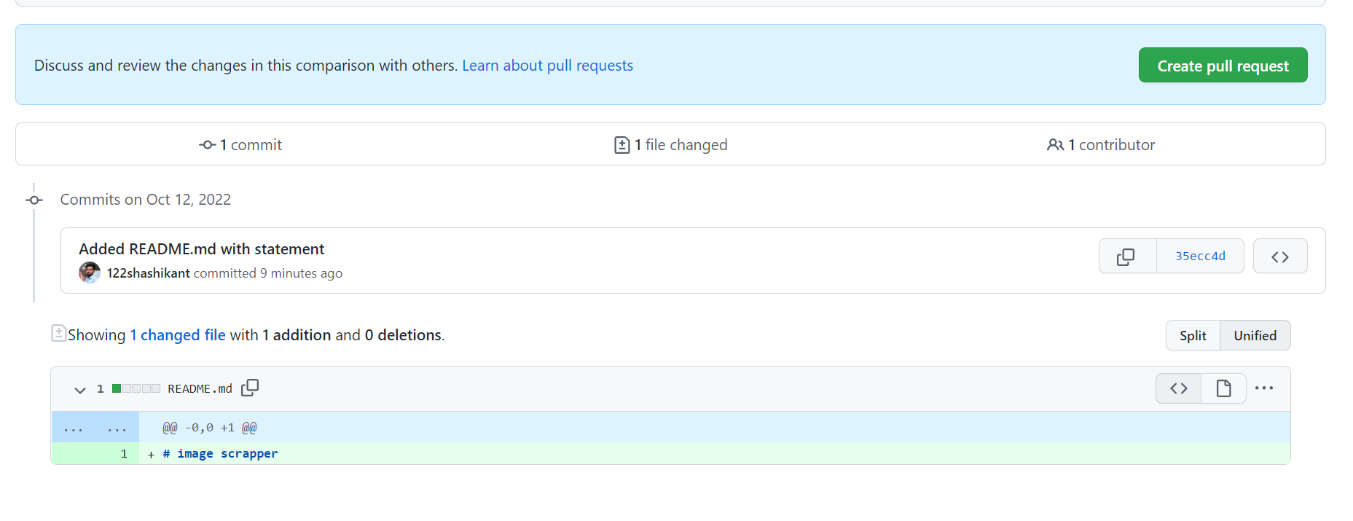 Discuss and review the changes in this comparison with others. Learn about pull requests
Create pull request
1 commit
1 file changed
1 contributor
Commits on Oct 12, 2022
Added README.md with statement
122shashikant committed 9 minutes ago
35ecc4d
Showing 1 changed file with 1 addition and 0 deletions.
Split
Unified
1 README.md
... ... @@ -0,0 +1 @@
1 + # image scrapper